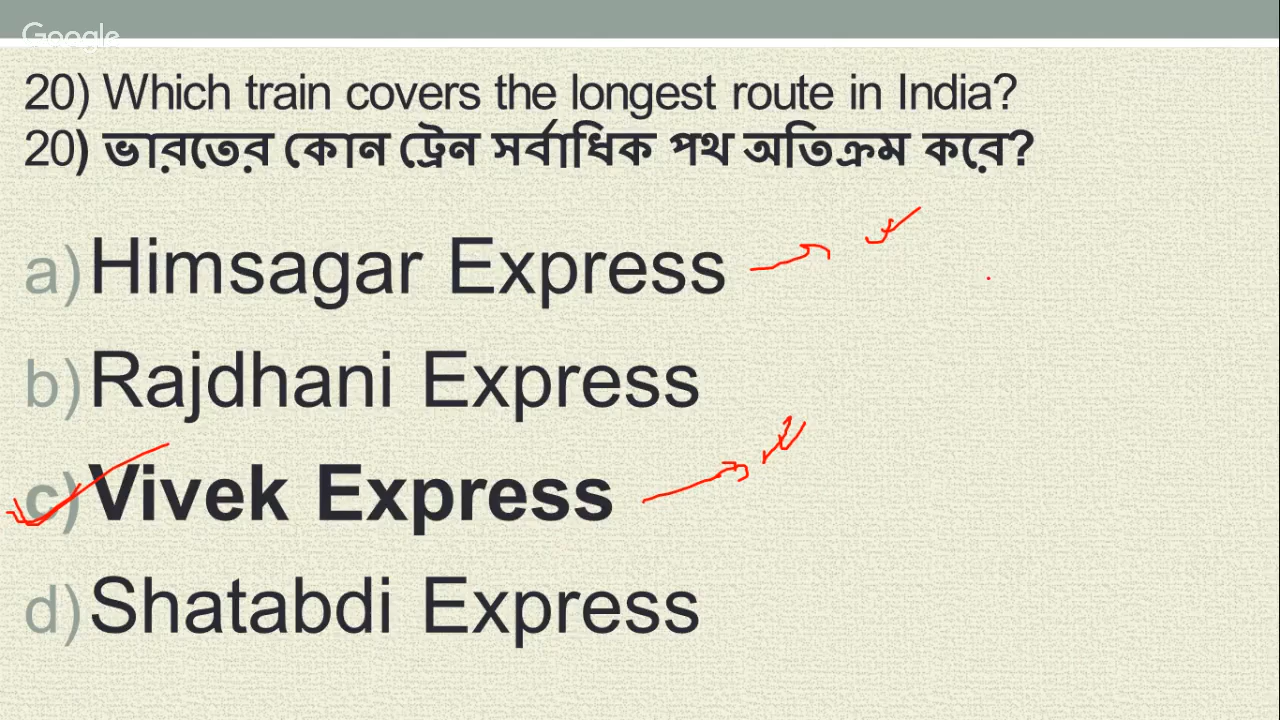 Google
20) Which train covers the longest route in India?
20) ভারতের কোন ট্রেন সর্বাধিক পথ অতিক্রম করে?
a) Himsagar Express
b) Rajdhani Express
c) Vivek Express
d) Shatabdi Express